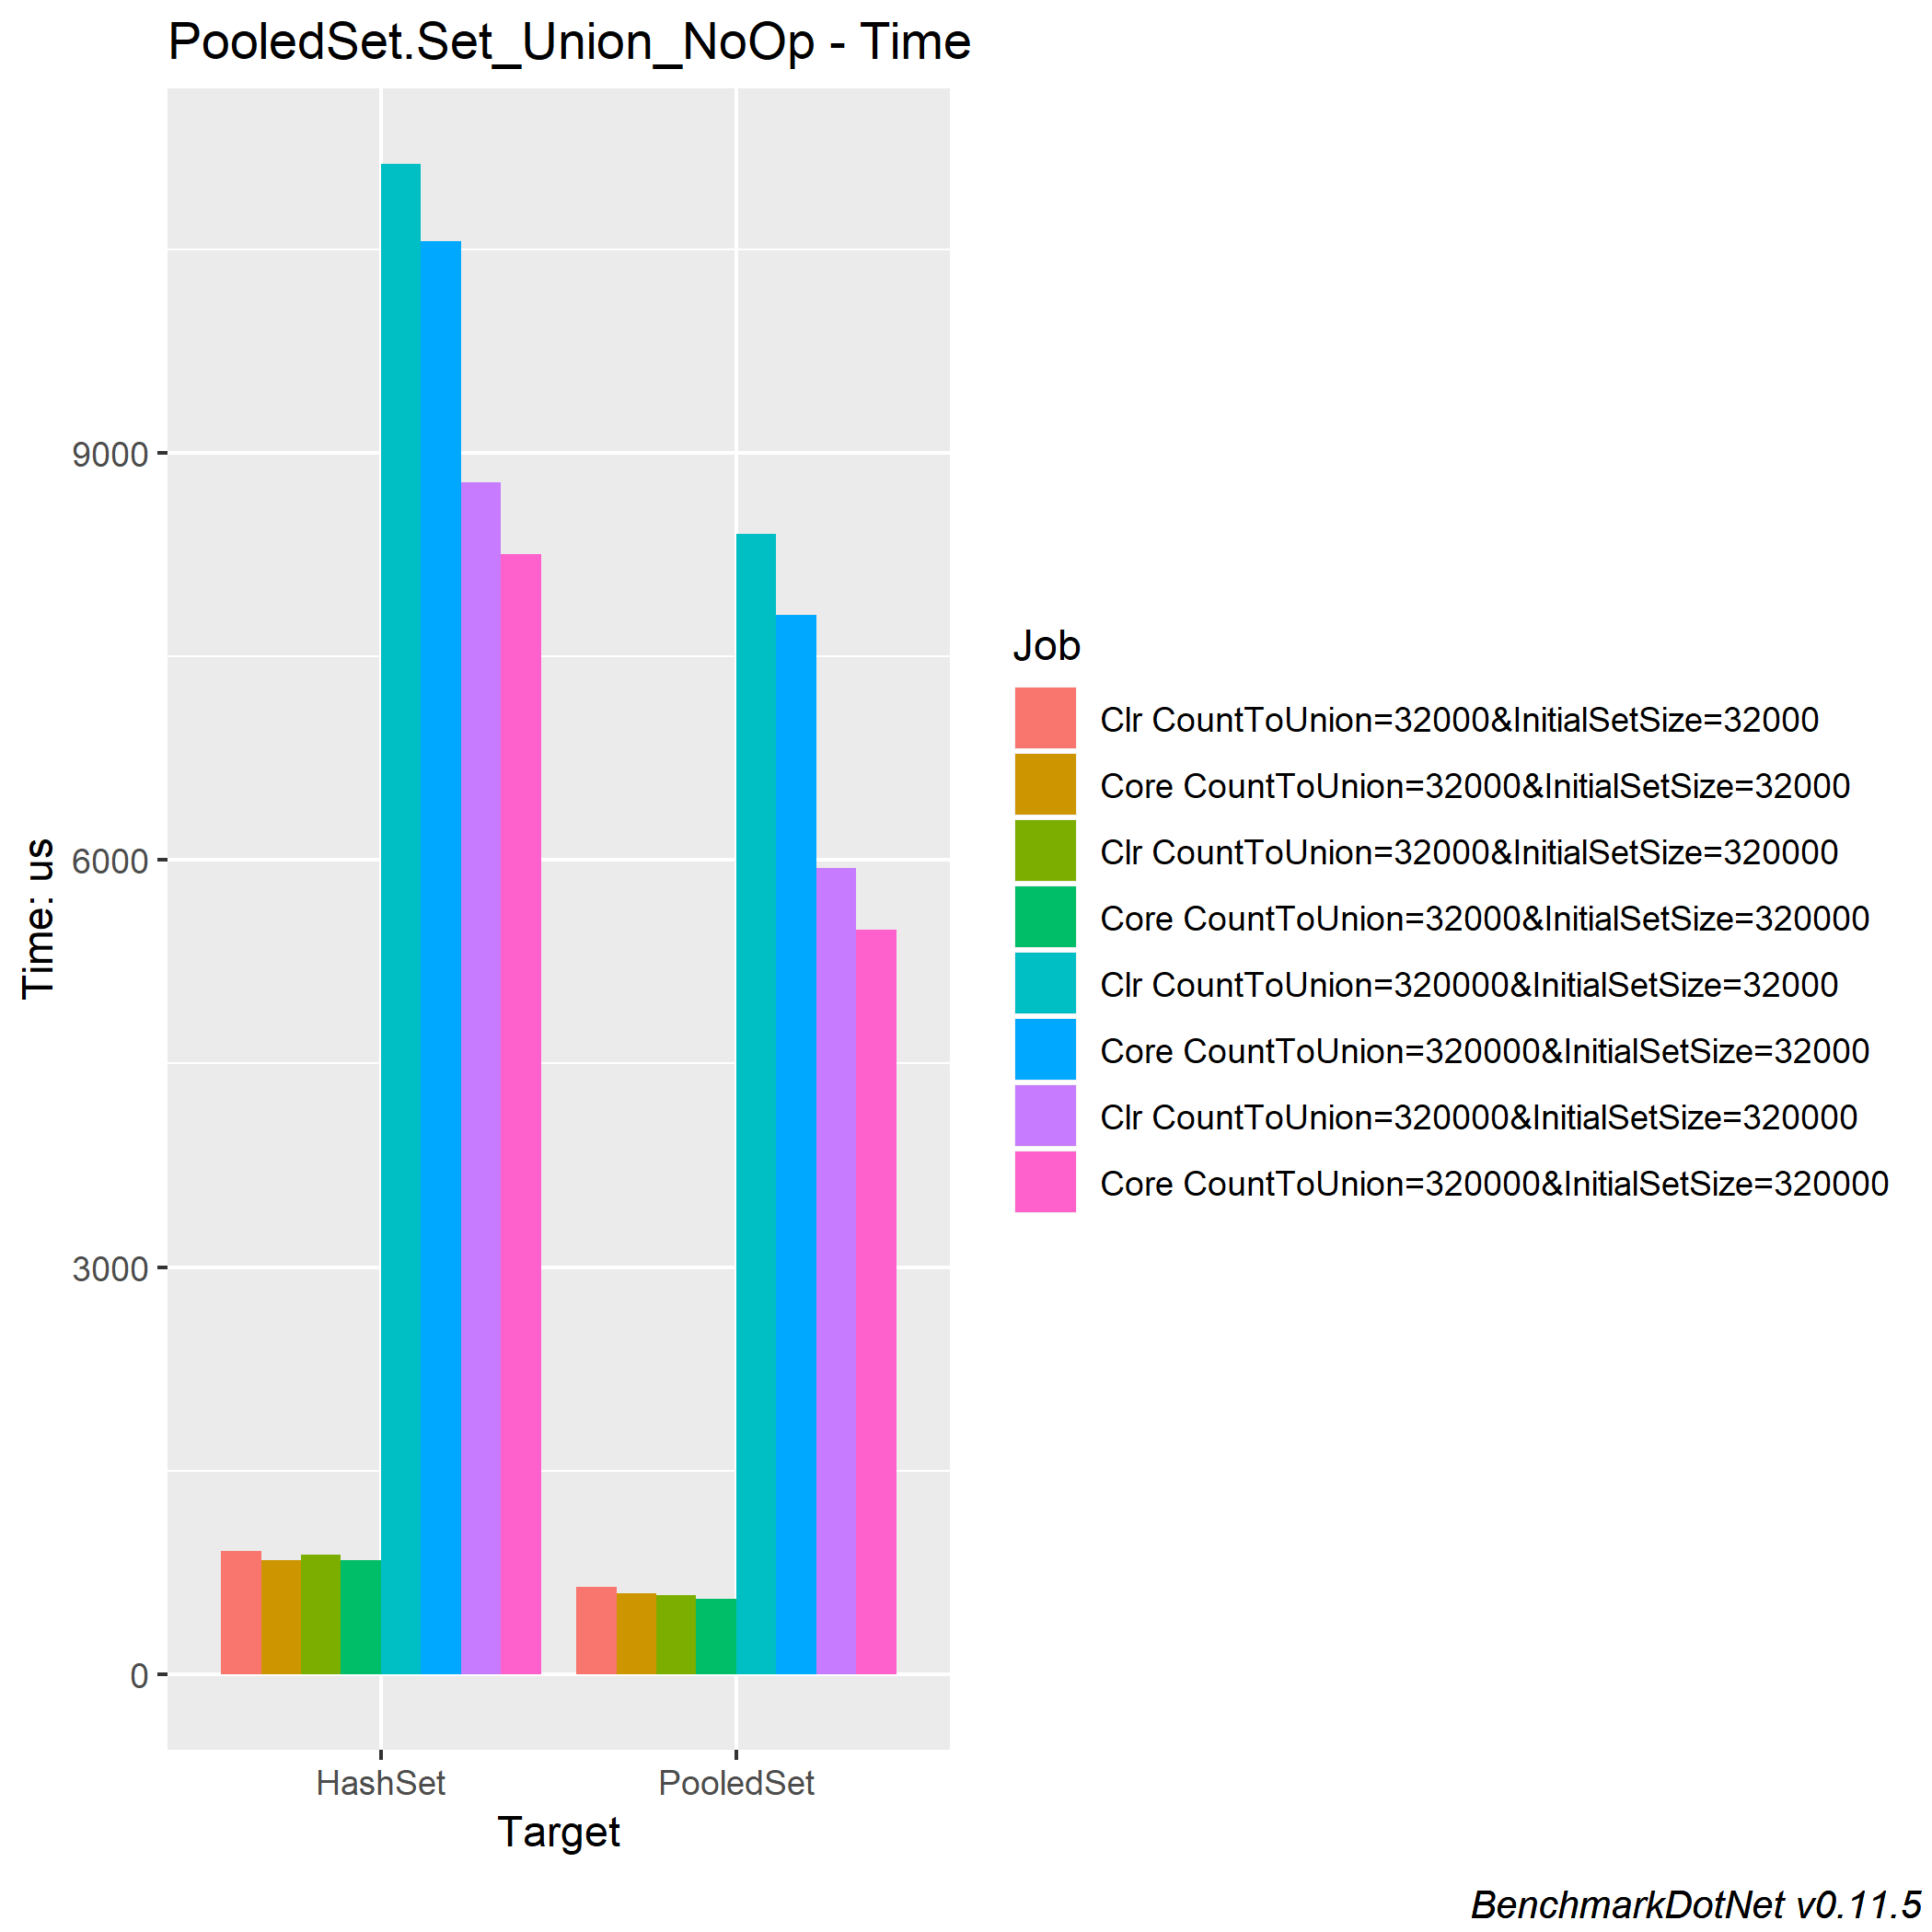 PooledSet.Set_Union_NoOp - Time
Time: us
9000
6000
3000
0
HashSet
PooledSet
Target
Job
Clr CountToUnion=32000&InitialSetSize=32000
Core CountToUnion=32000&InitialSetSize=32000
Clr CountToUnion=32000&InitialSetSize=320000
Core CountToUnion=32000&InitialSetSize=320000
Clr CountToUnion=320000&InitialSetSize=32000
Core CountToUnion=320000&InitialSetSize=32000
Clr CountToUnion=320000&InitialSetSize=320000
Core CountToUnion=320000&InitialSetSize=320000
BenchmarkDotNet v0.11.5